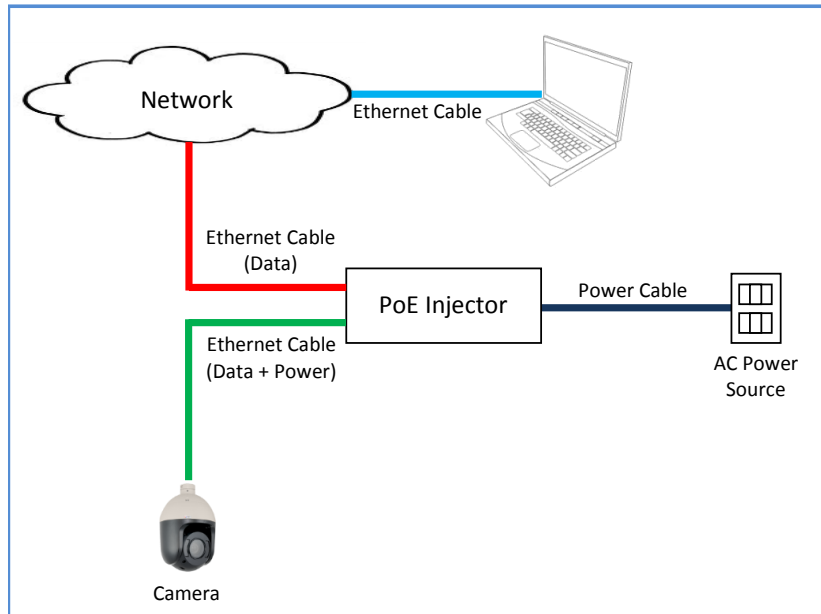 Network
Ethernet Cable
Ethernet Cable
(Data)
PoE Injector
Power Cable
Ethernet Cable
(Data + Power)
AC Power
Source
Camera